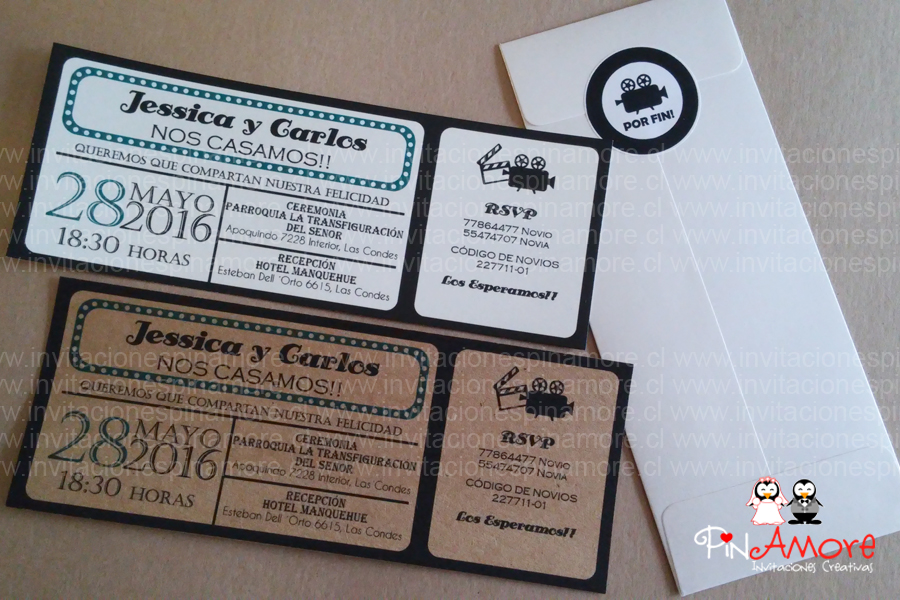 Jessica y Carlos
NOS CASAMOS!!
QUEREMOS QUE COMPARTAN NUESTRA FELICIDAD
28 MAYO 2016
18:30 HORAS
CEREMONIA
PARROQUIA LA TRANSFIGURACIÓN
DEL SENOR
Apoquindo 7228 Interior, Las Condes
RECEPCIÓN
HOTEL MANQUEHUE
Esteban Dell ´Orto 6615, Las Condes
RSVP
77864477 Novio
55474707 Novia
CÓDIGO DE NOVIOS
227711-01
Los Esperamos!!
POR FIN!
Jessica y Carlos
NOS CASAMOS!!
QUEREMOS QUE COMPARTAN NUESTRA FELICIDAD
28 MAYO 2016
18:30 HORAS
CEREMONIA
PARROQUIA LA TRANSFIGURACIÓN
DEL SENOR
Apoquindo 7228 Interior, Las Condes
RECEPCIÓN
HOTEL MANQUEHUE
Esteban Dell ´Orto 6615, Las Condes
RSVP
77864477 Novio
55474707 Novia
CÓDIGO DE NOVIOS
227711-01
Los Esperamos!!
PinAmore
Invitaciones Creativas
www.invitacionespinamore.cl